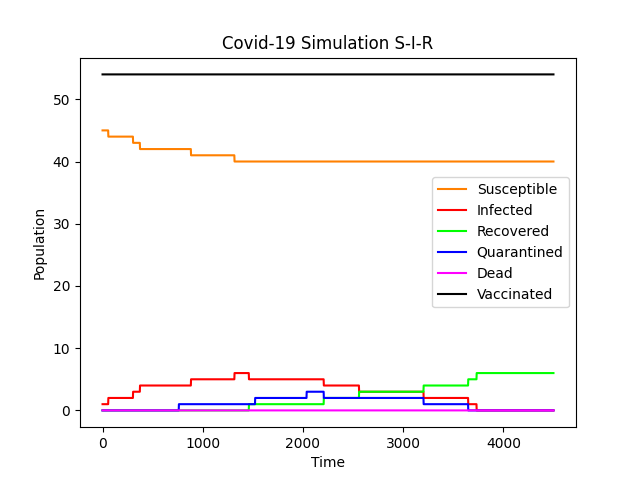 Covid-19 Simulation S-I-R
50
40
30
20
10
0
Population
Susceptible
Infected
Recovered
Quarantined
Dead
Vaccinated
0 1000 2000 3000 4000
Time